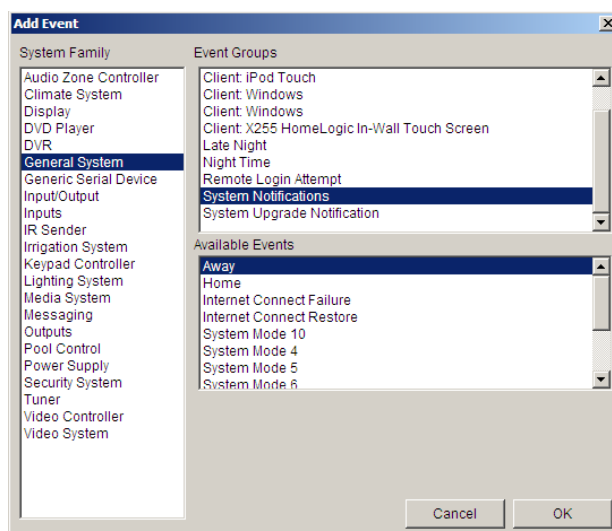 Add Event
System Family
Audio Zone Controller
Climate System
Display
DVD Player
DVR
General System
Generic Serial Device
Input/Output
Inputs
IR Sender
Irrigation System
Keypad Controller
Lighting System
Media System
Messaging
Outputs
Pool Control
Power Supply
Security System
Tuner
Video Controller
Video System
Event Groups
Client: iPod Touch
Client: Windows
Client: Windows
Client: X255 HomeLogic In-Wall Touch Screen
Late Night
Night Time
Remote Login Attempt
System Notifications
System Upgrade Notification
Available Events
Away
Home
Internet Connect Failure
Internet Connect Restore
System Mode 10
System Mode 4
System Mode 5
System Mode 6
Cancel
OK